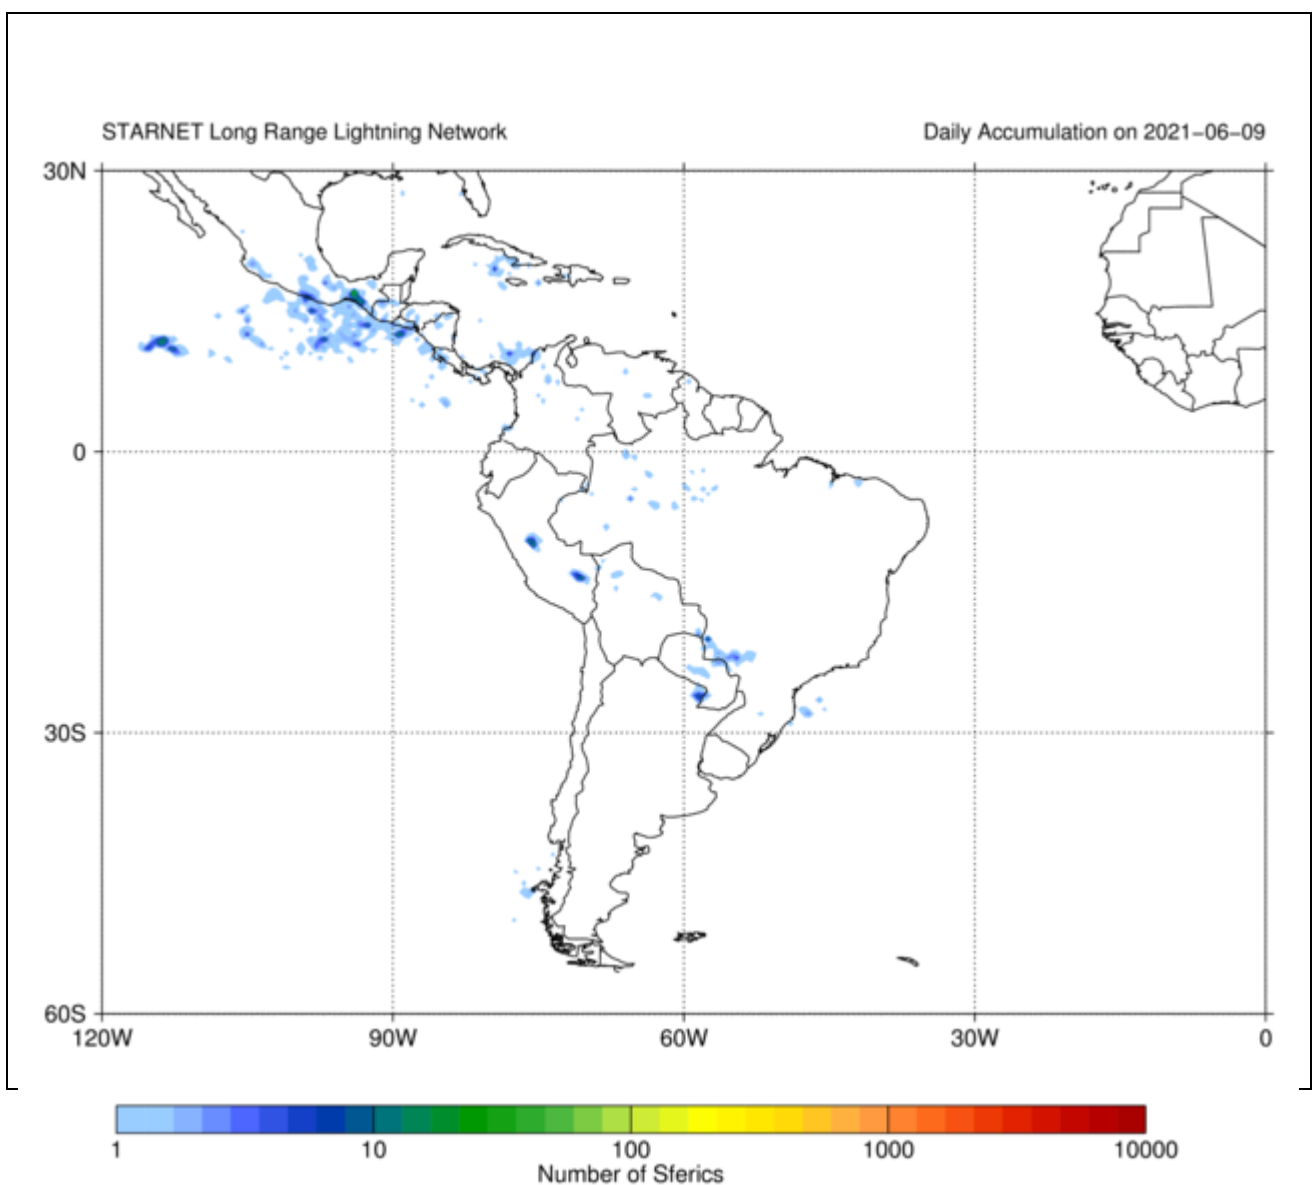 STARNET Long Range Lightning Network
Daily Accumulation on 2021-06-09
30N
0
30S
60S
120W 90W 60W 30W 0
1 10 100 1000 10000
Number of Sferics